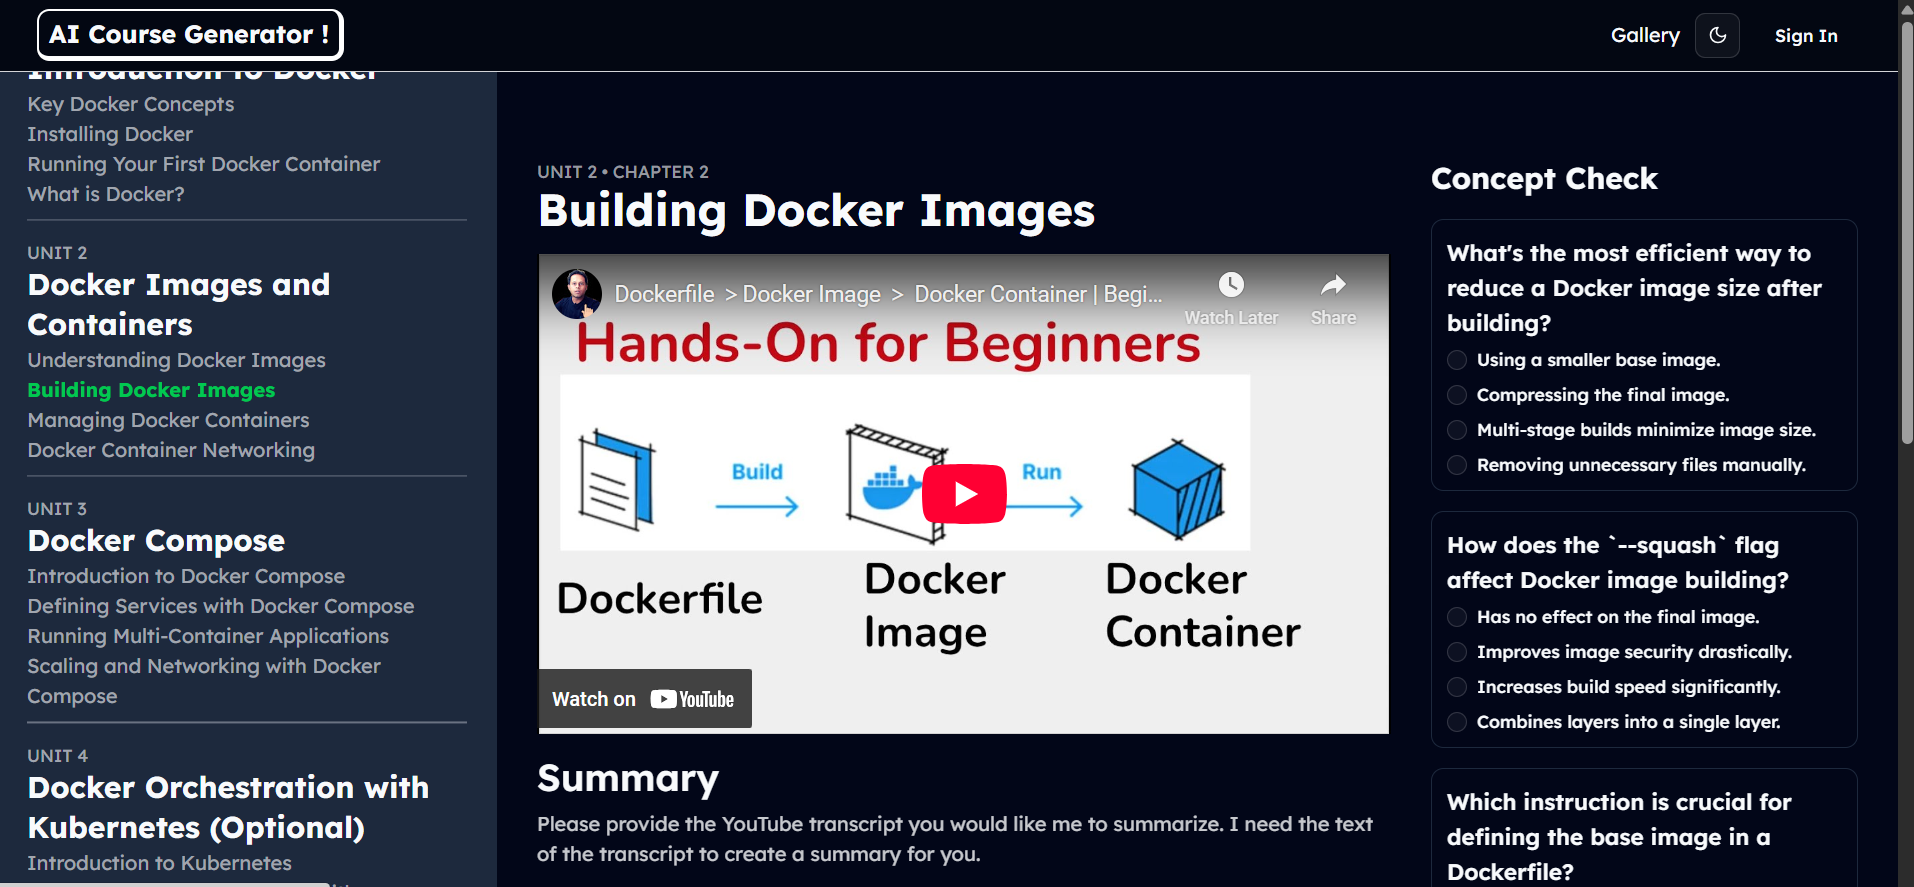 AI Course Generator !
Gallery
Sign In
Introduction to Docker
Key Docker Concepts
Installing Docker
Running Your First Docker Container
What is Docker?
UNIT 2
Docker Images and
Containers
Understanding Docker Images
Building Docker Images
Managing Docker Containers
Docker Container Networking
UNIT 3
Docker Compose
Introduction to Docker Compose
Defining Services with Docker Compose
Running Multi-Container Applications
Scaling and Networking with Docker
Compose
UNIT 4
Docker Orchestration with
Kubernetes (Optional)
Introduction to Kubernetes
UNIT 2 • CHAPTER 2
Building Docker Images
Dockerfile > Docker Image > Docker Container | Begi...
Watch Later
Share
Hands-On for Beginners
Build
Run
Dockerfile
Docker
Image
Docker
Container
Watch on YouTube
Summary
Please provide the YouTube transcript you would like me to summarize. I need the text
of the transcript to create a summary for you.
Concept Check
What's the most efficient way to
reduce a Docker image size after
building?
Using a smaller base image.
Compressing the final image.
Multi-stage builds minimize image size.
Removing unnecessary files manually.
How does the `--squash` flag
affect Docker image building?
Has no effect on the final image.
Improves image security drastically.
Increases build speed significantly.
Combines layers into a single layer.
Which instruction is crucial for
defining the base image in a
Dockerfile?